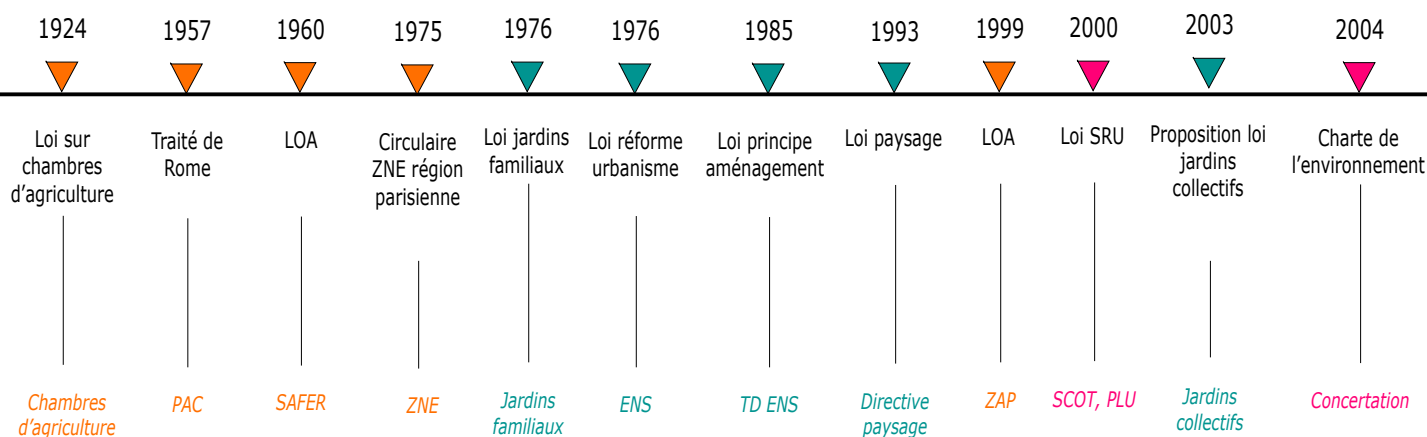 1924
1957
1960
1975
1976
1976
1985
1993
1999
2000
2003
2004
Loi sur
chambres
d'agriculture
Traité de
Rome
LOA
Circulaire
ZNE région
parisienne
Loi jardins
familiaux
Loi réforme
urbanisme
Loi principe
aménagement
Loi paysage
LOA
Loi SRU
Proposition loi
jardins
collectifs
Charte de
l'environnement
Chambres
d'agriculture
PAC
SAFER
ZNE
Jardins
familiaux
ENS
TD ENS
Directive
paysage
ZAP
SCOT, PLU
Jardins
collectifs
Concertation